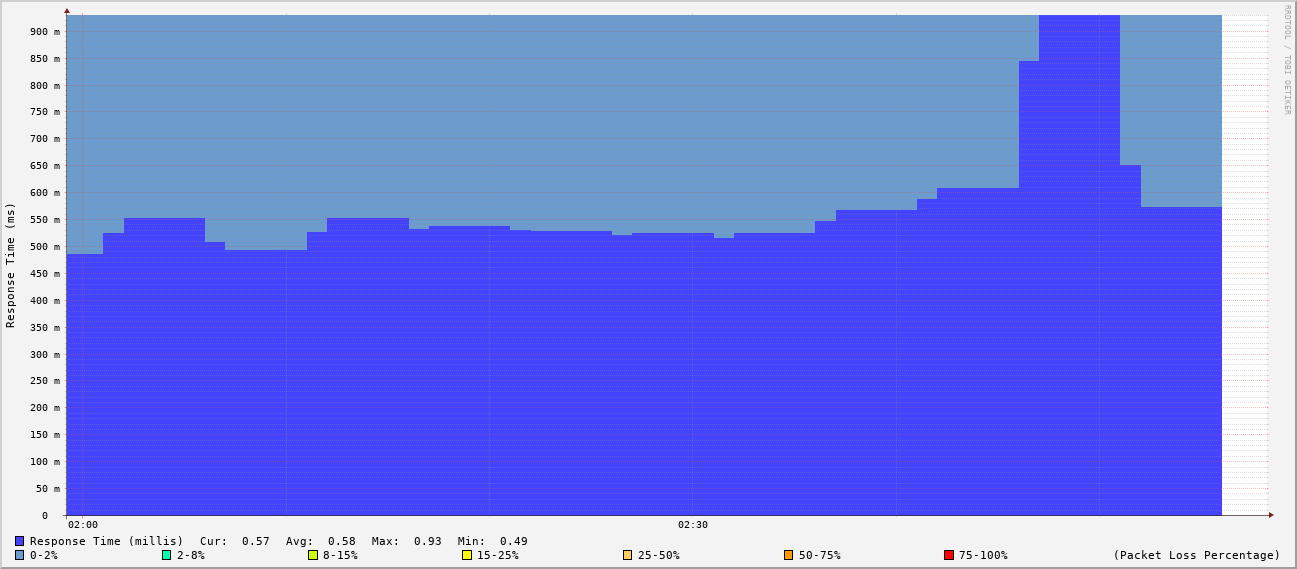 RRDTOOL / TOBI OETIKER
Response Time (ms)
900 m
850 m
800 m
750 m
700 m
650 m
600 m
550 m
500 m
450 m
400 m
350 m
300 m
250 m
200 m
150 m
100 m
50 m
0
02:00 02:30
Response Time (millis) Cur: 0.57 Avg: 0.58 Max: 0.93 Min: 0.49
0-2% 2-8% 8-15% 15-25% 25-50% 50-75% 75-100% (Packet Loss Percentage)